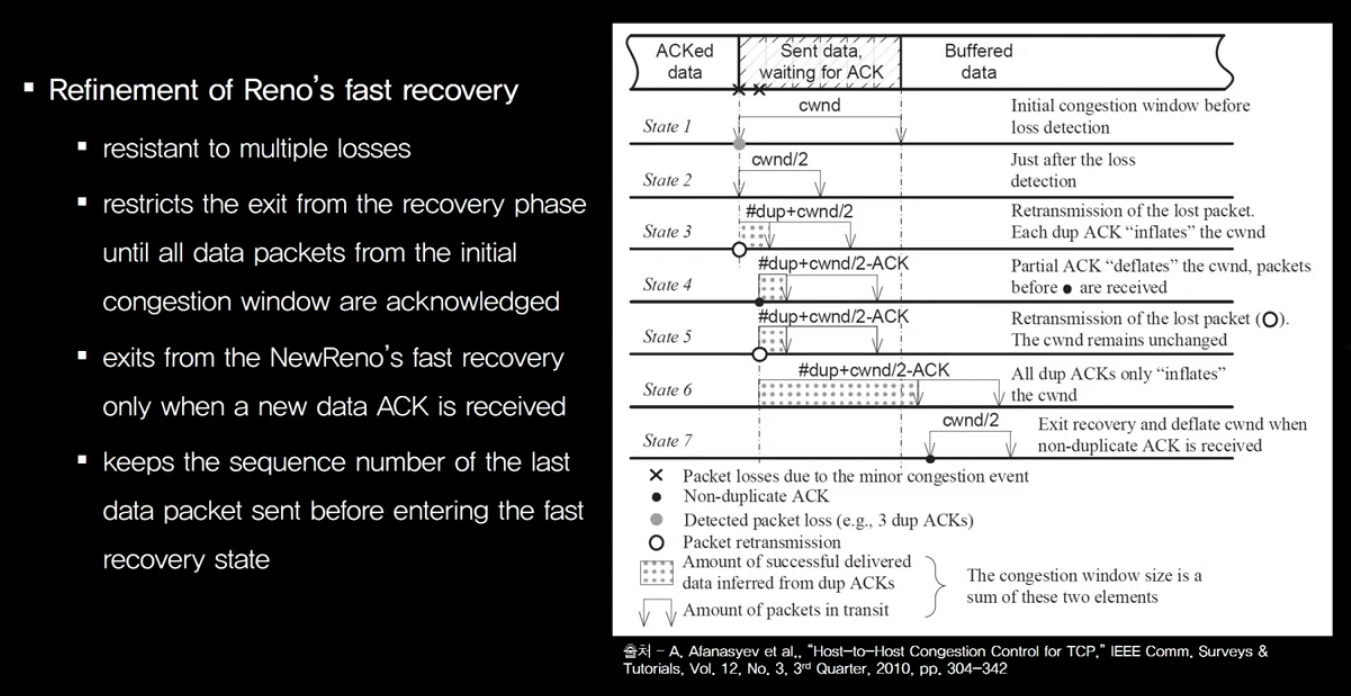 ▪ Refinement of Reno's fast recovery
▪ resistant to multiple losses
▪ restricts the exit from the recovery phase
until all data packets from the initial
congestion window are acknowledged
▪ exits from the NewReno's fast recovery
only when a new data ACK is received
▪ keeps the sequence number of the last
data packet sent before entering the fast
recovery state
ACKed
data
Sent data,
waiting for ACK
Buffered
data
State 1
cwnd
Initial congestion window before
loss detection
State 2
cwnd/2
Just after the loss
detection
State 3
#dup+cwnd/2
Retransmission of the lost packet.
Each dup ACK “inflates” the cwnd
State 4
#dup+cwnd/2-ACK
Partial ACK “deflates” the cwnd, packets
before ● are received
State 5
#dup+cwnd/2-ACK
Retransmission of the lost packet (O).
The cwnd remains unchanged
State 6
#dup+cwnd/2-ACK
All dup ACKs only “inflates”
the cwnd
State 7
cwnd/2
Exit recovery and deflate cwnd when
non-duplicate ACK is received
× Packet losses due to the minor congestion event
● Non-duplicate ACK
● Detected packet loss (e.g., 3 dup ACKs)
O Packet retransmission
Amount of successful delivered
data inferred from dup ACKs
Amount of packets in transit
The congestion window size is a
sum of these two elements
출처 - A. Afanasyev et al., “Host-to-Host Congestion Control for TCP,” IEEE Comm. Surveys &
Tutorials, Vol. 12, No. 3, 3rd Quarter, 2010, pp. 304-342